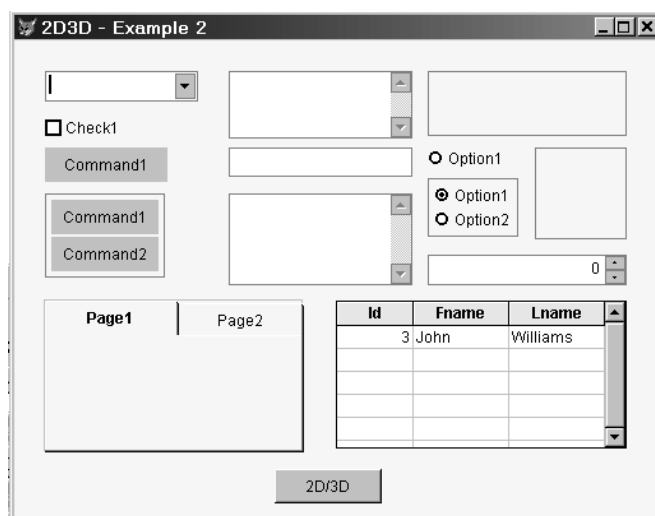 2D3D - Example 2
Check1
Command1
Option1
Option1
Option2
Command1
Command2
0
Page1 Page2
Id Fname Lname
3 John Williams
2D/3D